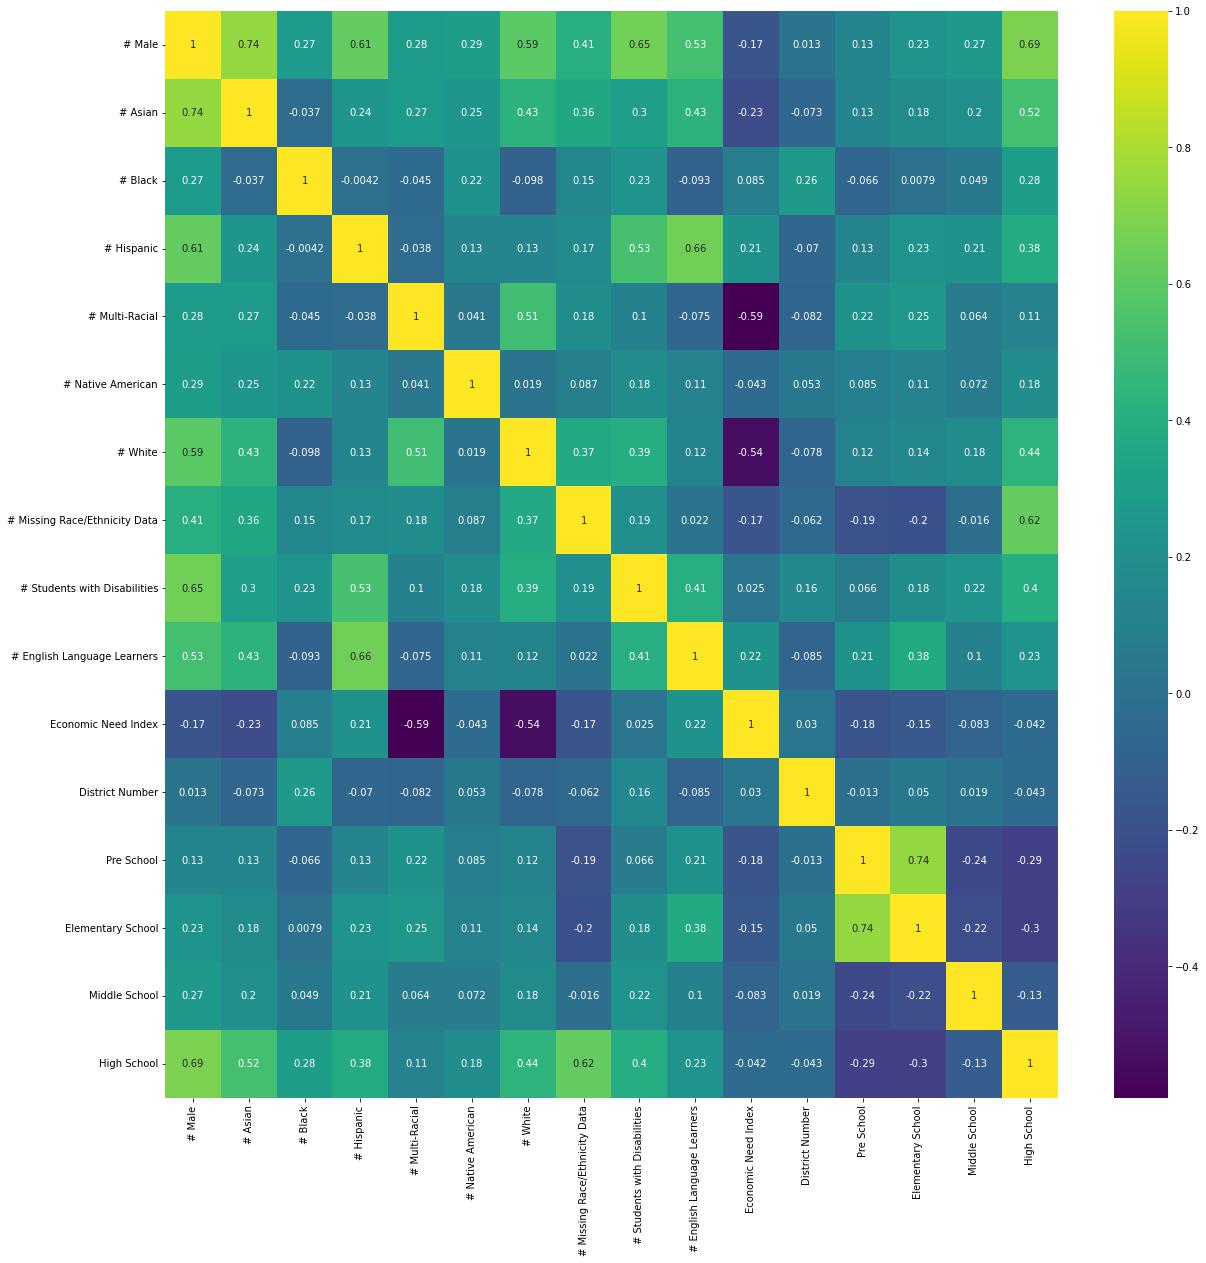 # Male 1 0.74 0.27 0.61 0.28 0.29 0.59 0.41 0.65 0.53 -0.17 0.013 0.13 0.23 0.27 0.69
# Asian 0.74 1 -0.037 0.24 0.27 0.25 0.43 0.36 0.3 0.43 -0.23 -0.073 0.13 0.18 0.2 0.52
# Black 0.27 -0.037 1 -0.0042 -0.045 0.22 -0.098 0.15 0.23 -0.093 0.085 0.26 -0.066 0.0079 0.049 0.28
# Hispanic 0.61 0.24 -0.0042 1 -0.038 0.13 0.13 0.17 0.53 0.66 0.21 -0.07 0.13 0.23 0.21 0.38
# Multi-Racial 0.28 0.27 -0.045 -0.038 1 0.041 0.51 0.18 0.1 -0.075 -0.59 -0.082 0.22 0.25 0.064 0.11
# Native American 0.29 0.25 0.22 0.13 0.041 1 0.019 0.087 0.18 0.11 -0.043 0.053 0.085 0.11 0.072 0.18
# White 0.59 0.43 -0.098 0.13 0.51 0.019 1 0.37 0.39 0.12 -0.54 -0.078 0.12 0.14 0.18 0.44
# Missing Race/Ethnicity Data 0.41 0.36 0.15 0.17 0.18 0.087 0.37 1 0.19 0.022 -0.17 -0.062 -0.19 -0.2 -0.016 0.62
# Students with Disabilities 0.65 0.3 0.23 0.53 0.1 0.18 0.39 0.19 1 0.41 0.025 0.16 0.066 0.18 0.22 0.4
# English Language Learners 0.53 0.43 -0.093 0.66 -0.075 0.11 0.12 0.022 0.41 1 0.22 -0.085 0.21 0.38 0.1 0.23
Economic Need Index -0.17 -0.23 0.085 0.21 -0.59 -0.043 -0.54 -0.17 0.025 0.22 1 0.03 -0.18 -0.15 -0.083 -0.042
District Number 0.013 -0.073 0.26 -0.07 -0.082 0.053 -0.078 -0.062 0.16 -0.085 0.03 1 -0.013 0.05 0.019 -0.043
Pre School 0.13 0.13 -0.066 0.13 0.22 0.085 0.12 -0.19 0.066 0.21 -0.18 -0.013 1 0.74 -0.24 -0.29
Elementary School 0.23 0.18 0.0079 0.23 0.25 0.11 0.14 -0.2 0.18 0.38 -0.15 0.05 0.74 1 -0.22 -0.3
Middle School 0.27 0.2 0.049 0.21 0.064 0.072 0.18 -0.016 0.22 0.1 -0.083 0.019 -0.24 -0.22 1 -0.13
High School 0.69 0.52 0.28 0.38 0.11 0.18 0.44 0.62 0.4 0.23 -0.042 -0.043 -0.29 -0.3 -0.13 1
# Male
# Asian
# Black
# Hispanic
# Multi-Racial
# Native American
# White
# Missing Race/Ethnicity Data
# Students with Disabilities
# English Language Learners
Economic Need Index
District Number
Pre School
Elementary School
Middle School
High School
1.0
0.8
0.6
0.4
0.2
0.0
−0.2
−0.4